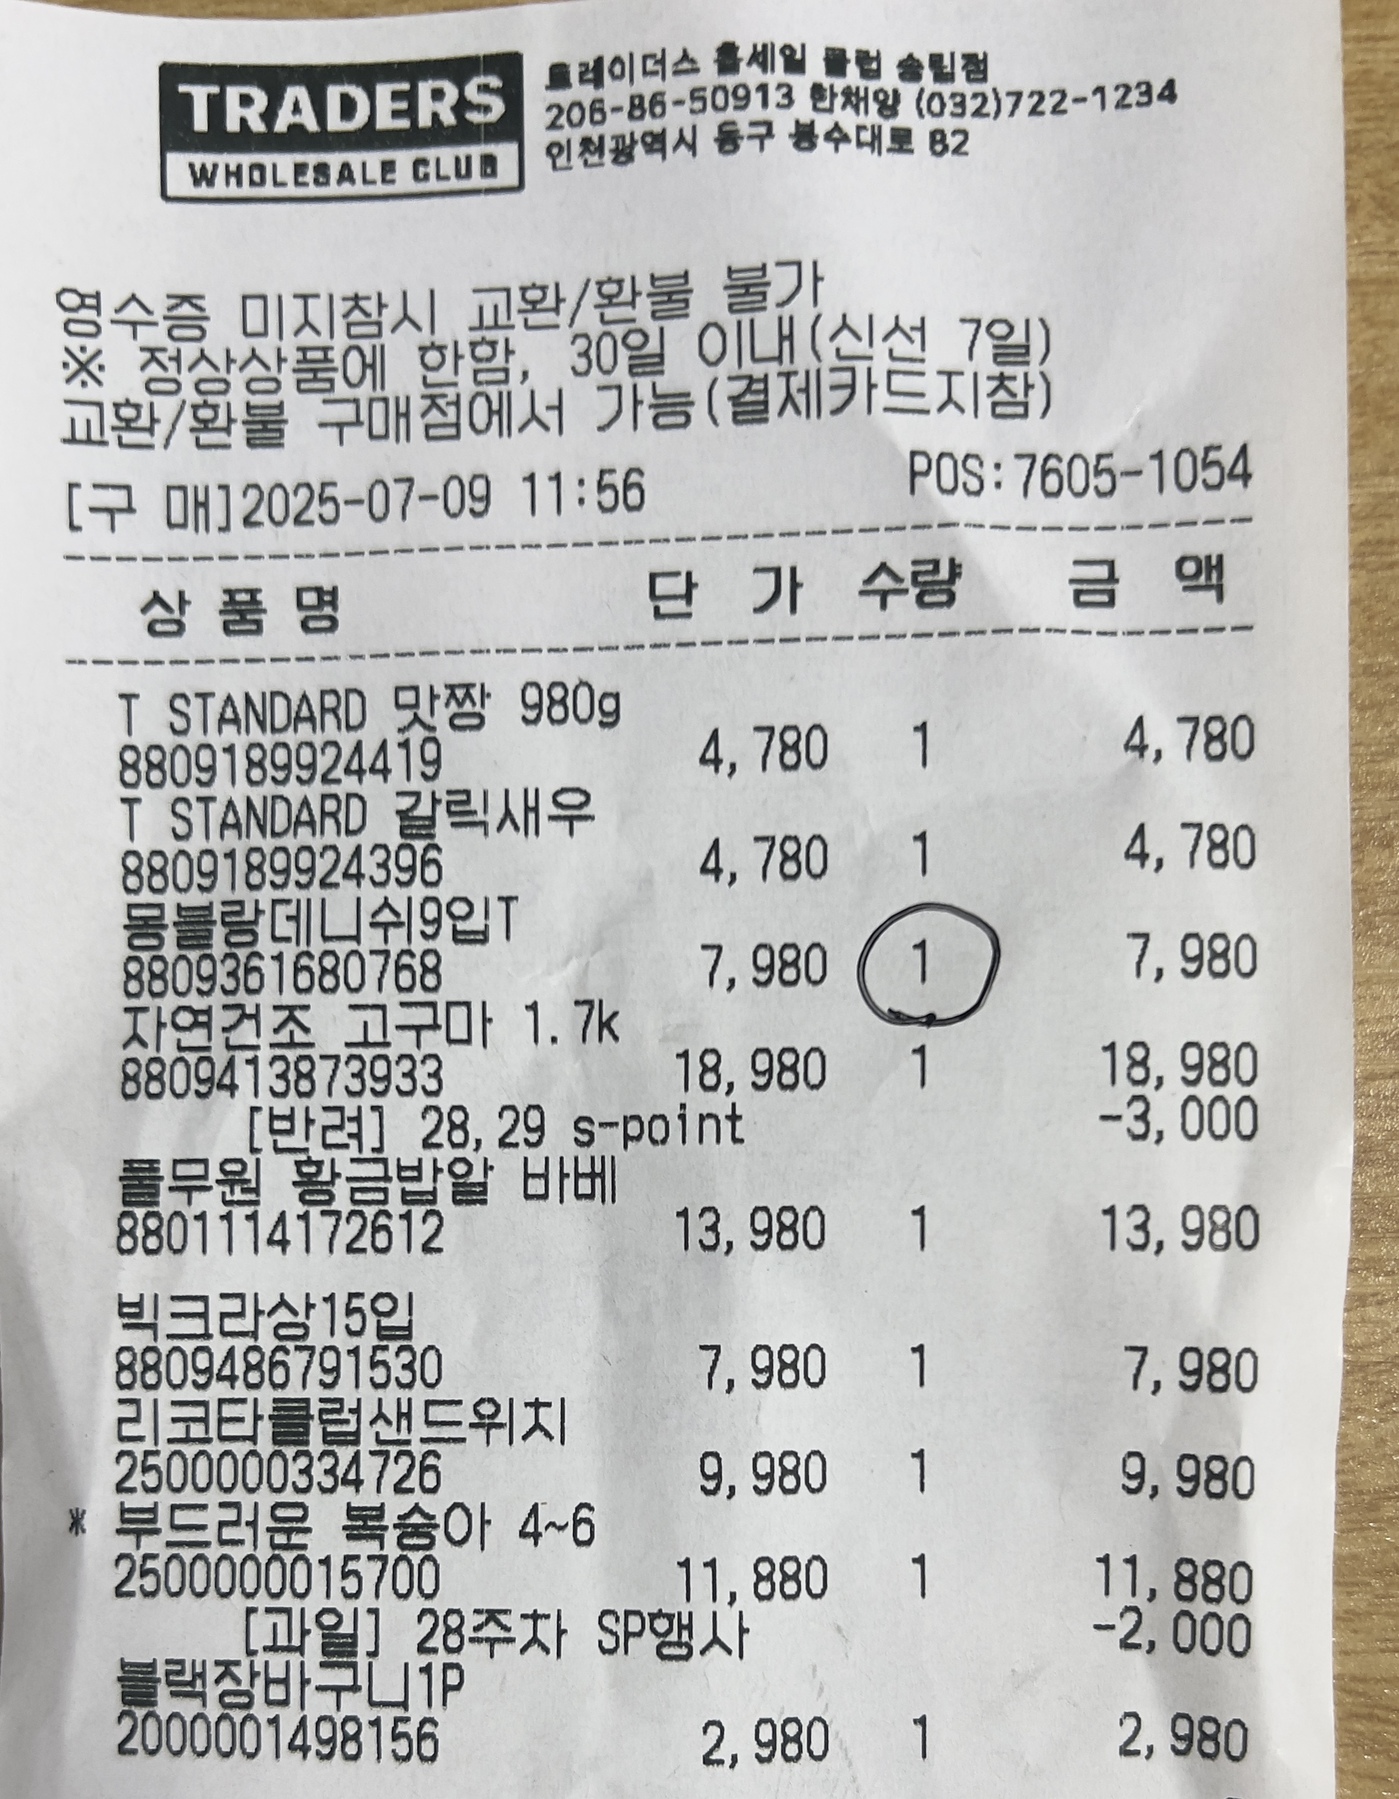 TRADERS
WHOLESALE CLUB
트레이더스 홀세일 클럽 송림점
206-86-50913 한채양 (032)722-1234
인천광역시 동구 봉수대로 82
영수증 미지참시 교환/환불 불가
※ 정상상품에 한함, 30일 이내(신선 7일)
교환/환불 구매점에서 가능(결제카드지참)
[구 매]2025-07-09 11:56 POS:7605-1054
상 품 명 단 가 수량 금 액
T STANDARD 맛짱 980g
8809189924419 4,780 1 4,780
T STANDARD 갈릭새우
8809189924396 4,780 1 4,780
몽블랑데니쉬9입T
8809361680768 7,980 1 7,980
자연건조 고구마 1.7k
8809413873933 18,980 1 18,980
[반려] 28,29 s-point -3,000
풀무원 황금밥알 바베
8801114172612 13,980 1 13,980
빅크라상15입
8809486791530 7,980 1 7,980
리코타클럽샌드위치
2500000334726 9,980 1 9,980
* 부드러운 복숭아 4~6
2500000015700 11,880 1 11,880
[과일] 28주차 SP행사 -2,000
블랙장바구니1P
2000001498156 2,980 1 2,980